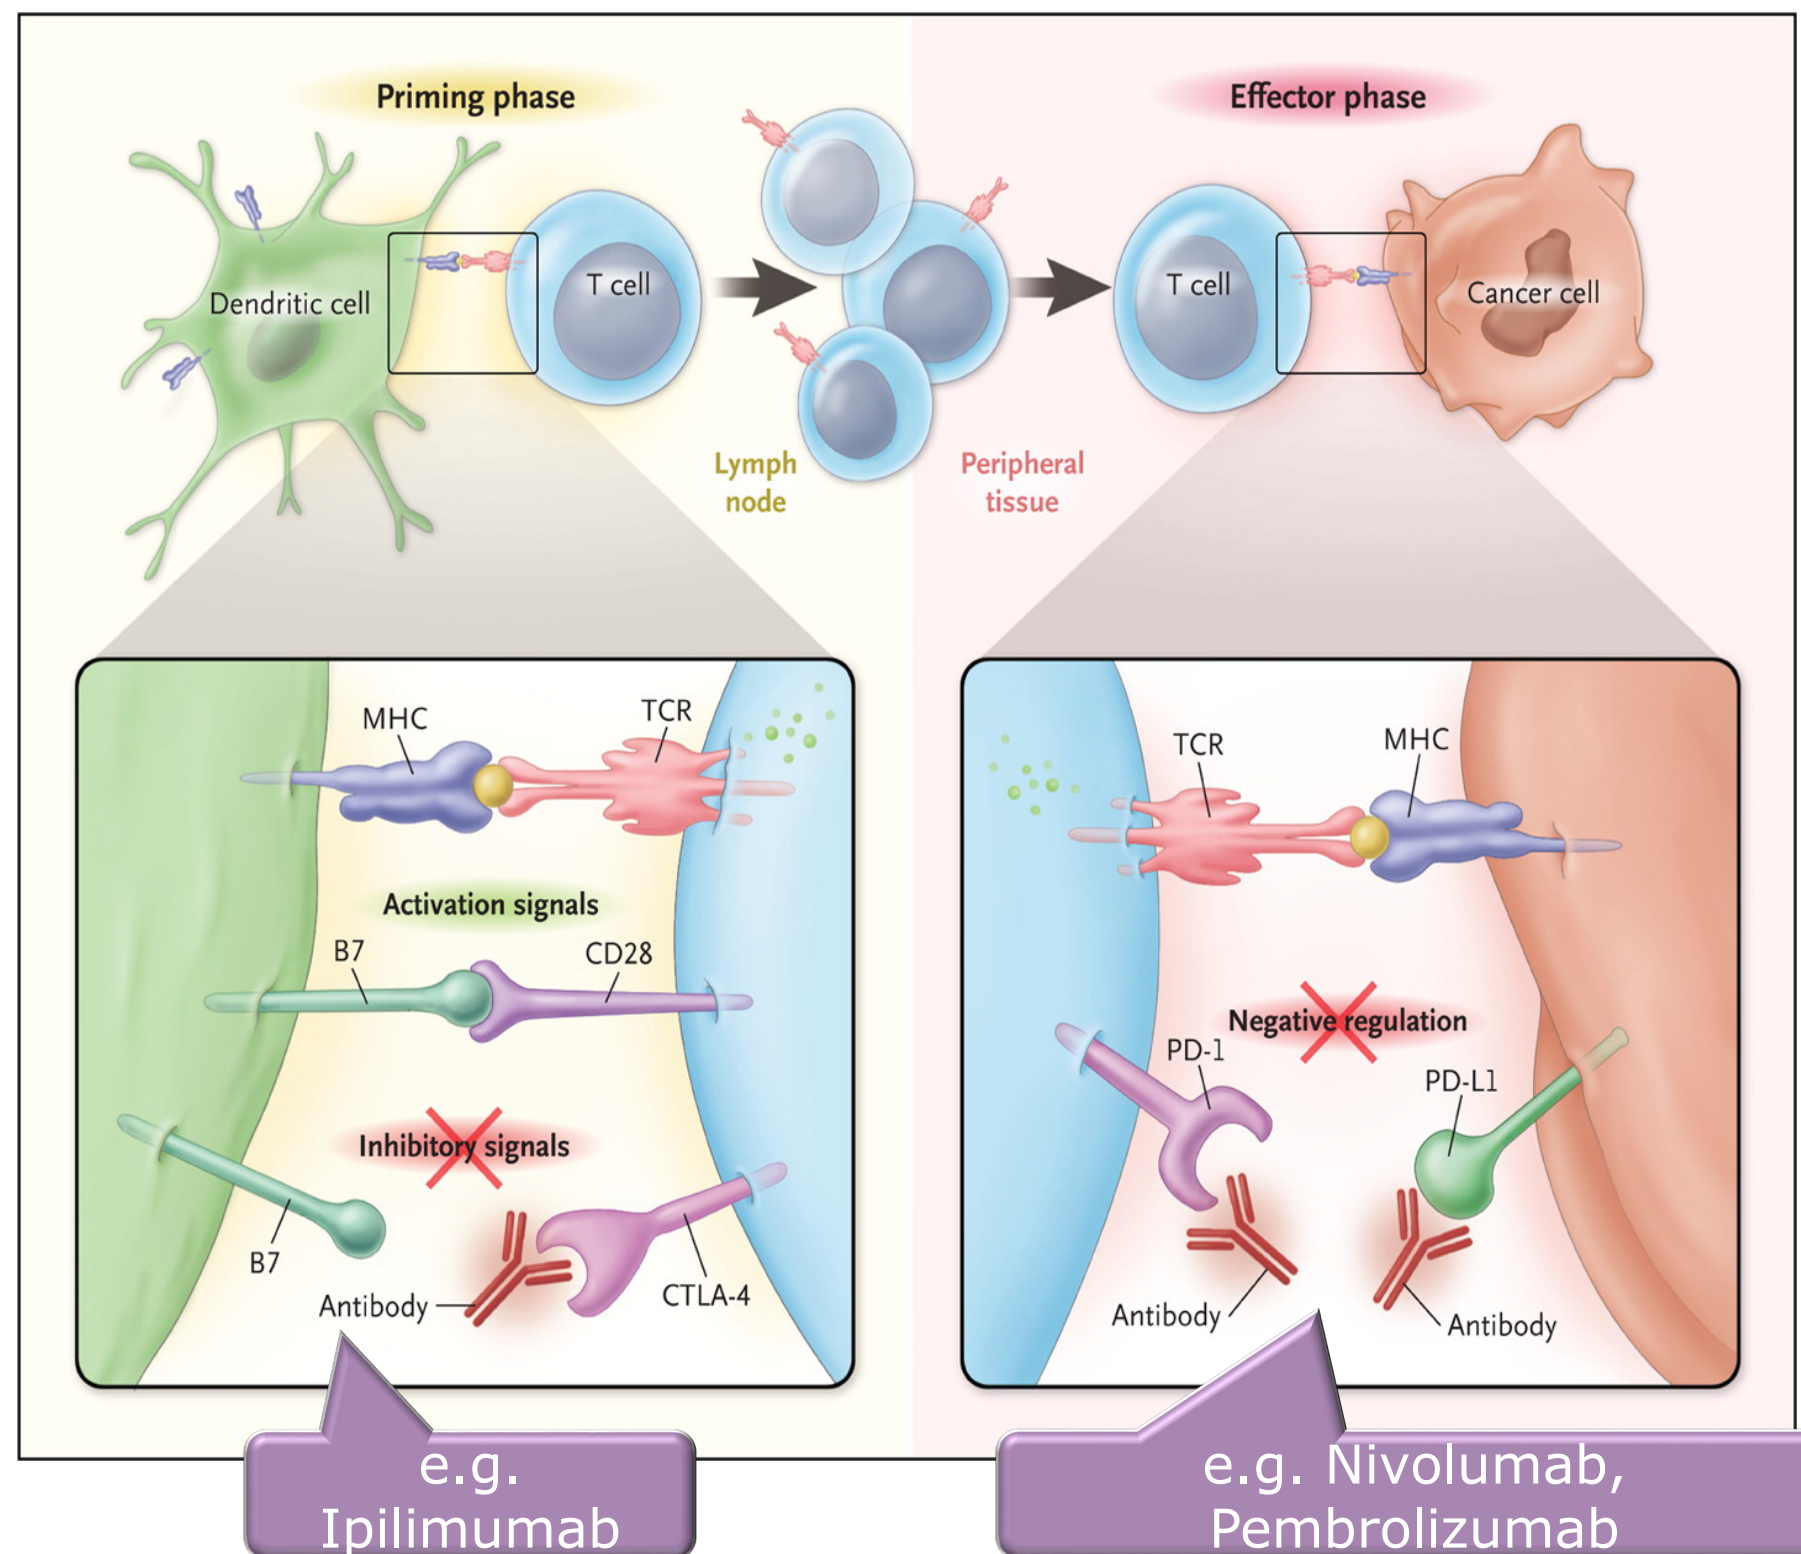 Priming phase
Effector phase
Dendritic cell
T cell
T cell
Cancer cell
Lymph
node
Peripheral
tissue
MHC
TCR
Activation signals
B7
CD28
Inhibitory signals
B7
Antibody
CTLA-4
TCR
MHC
Negative regulation
PD-1
PD-L1
Antibody
Antibody
e.g.
Ipilimumab
e.g. Nivolumab,
Pembrolizumab